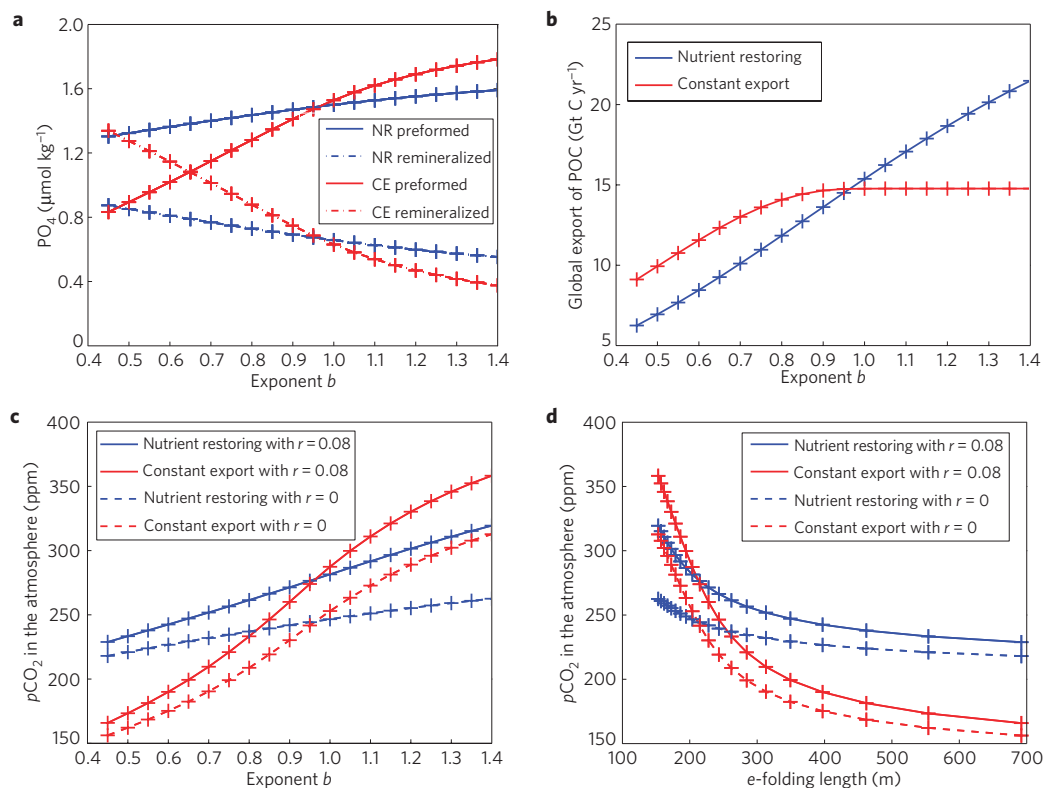 a
2.0
1.6
1.2
0.8
0.4
0
PO4 (μmol kg−1)
NR preformed
NR remineralized
CE preformed
CE remineralized
0.4 0.5 0.6 0.7 0.8 0.9 1.0 1.1 1.2 1.3 1.4
Exponent b
b
25
20
15
10
5
Global export of POC (Gt C yr−1)
Nutrient restoring
Constant export
0.4 0.5 0.6 0.7 0.8 0.9 1.0 1.1 1.2 1.3 1.4
Exponent b
c
400
350
300
250
200
150
pCO2 in the atmosphere (ppm)
Nutrient restoring with r = 0.08
Constant export with r = 0.08
Nutrient restoring with r = 0
Constant export with r = 0
0.4 0.5 0.6 0.7 0.8 0.9 1.0 1.1 1.2 1.3 1.4
Exponent b
d
400
350
300
250
200
150
pCO2 in the atmosphere (ppm)
Nutrient restoring with r = 0.08
Constant export with r = 0.08
Nutrient restoring with r = 0
Constant export with r = 0
100 200 300 400 500 600 700
e-folding length (m)